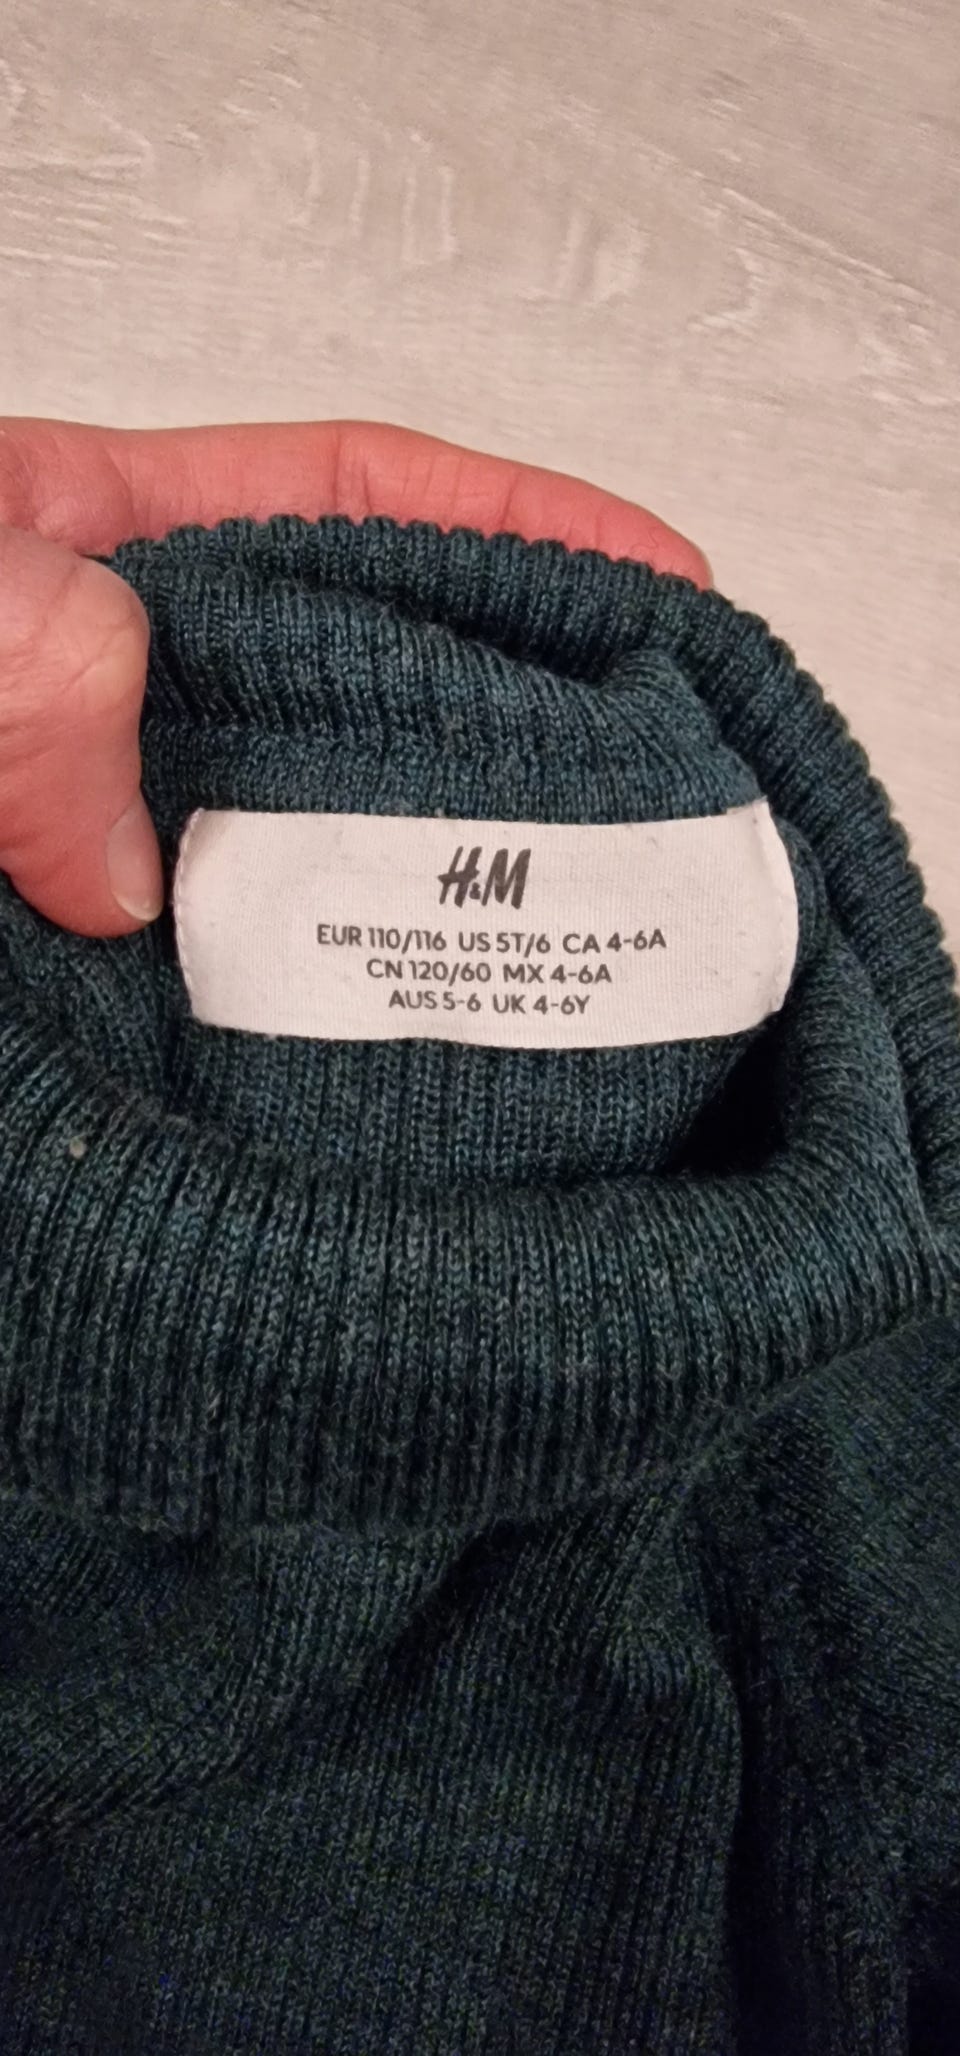 H&M
EUR 110/116 US 5T/6 CA 4-6A
CN 120/60 MX 4-6A
AUS 5-6 UK 4-6Y